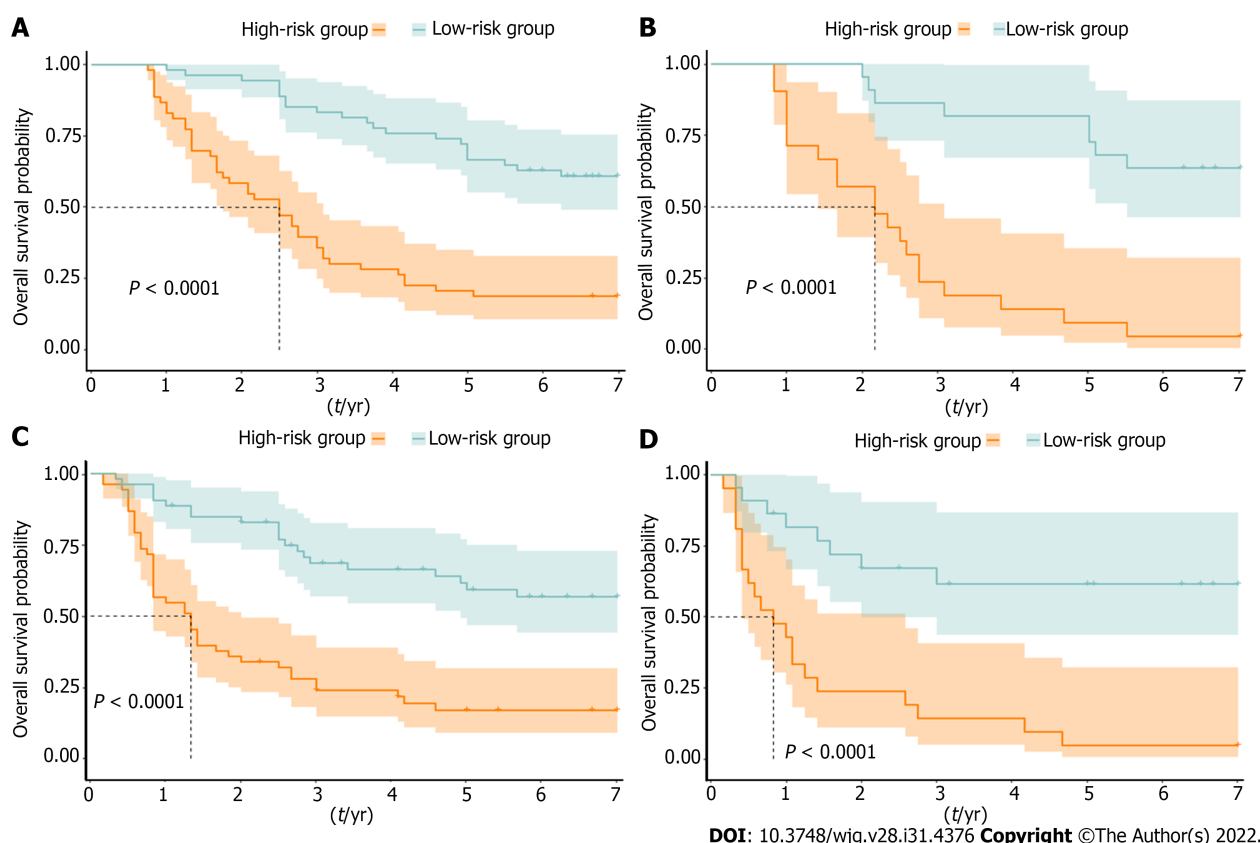 A
High-risk group Low-risk group
1.00
0.75
0.50
0.25
0.00
Overall survival probability
P < 0.0001
0 1 2 3 4 5 6 7
(t/yr)
B
High-risk group Low-risk group
1.00
0.75
0.50
0.25
0.00
Overall survival probability
P < 0.0001
0 1 2 3 4 5 6 7
(t/yr)
C
High-risk group Low-risk group
1.00
0.75
0.50
0.25
0.00
Overall survival probability
P < 0.0001
0 1 2 3 4 5 6 7
(t/yr)
D
High-risk group Low-risk group
1.00
0.75
0.50
0.25
0.00
Overall survival probability
P < 0.0001
0 1 2 3 4 5 6 7
(t/yr)
DOI: 10.3748/wjg.v28.i31.4376 Copyright ©The Author(s) 2022.